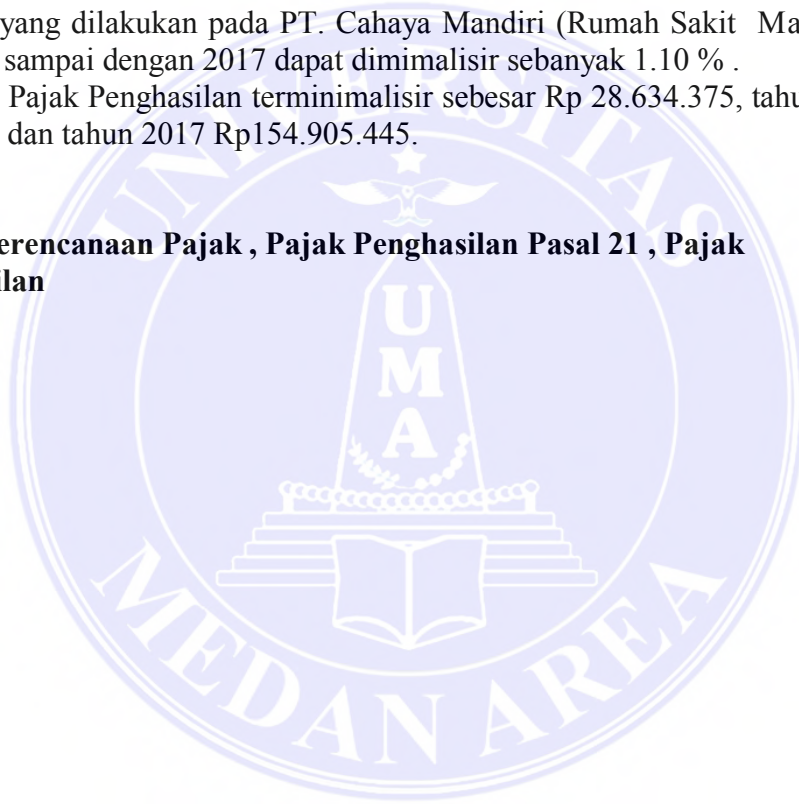 yang dilakukan pada PT. Cahaya Mandiri (Rumah Sakit Ma
sampai dengan 2017 dapat dimimalisir sebanyak 1.10 % .
Pajak Penghasilan terminimalisir sebesar Rp 28.634.375, tahu
dan tahun 2017 Rp154.905.445.
erencanaan Pajak , Pajak Penghasilan Pasal 21 , Pajak
ilan
UNIVERSITAS
UMA
MEDAN AREA